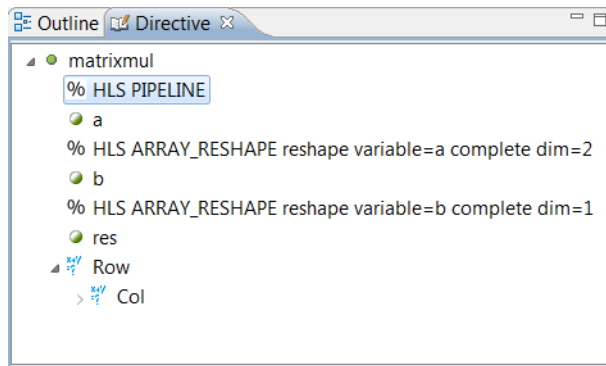 Outline Directive
matrixmul
% HLS PIPELINE
a
% HLS ARRAY_RESHAPE reshape variable=a complete dim=2
b
% HLS ARRAY_RESHAPE reshape variable=b complete dim=1
res
Row
Col